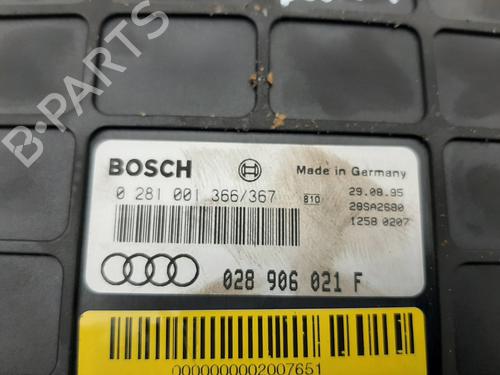 B-PARTS
BOSCH
Made in Germany
0 281 001 366/367
810
29.08.95
28SA2680
1258 0207
028 906 021 F
0000000002007651